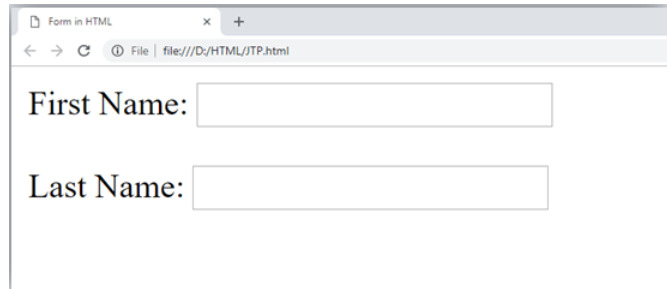 Form in HTML
File | file:///D:/HTML/JTP.html
First Name:
Last Name: